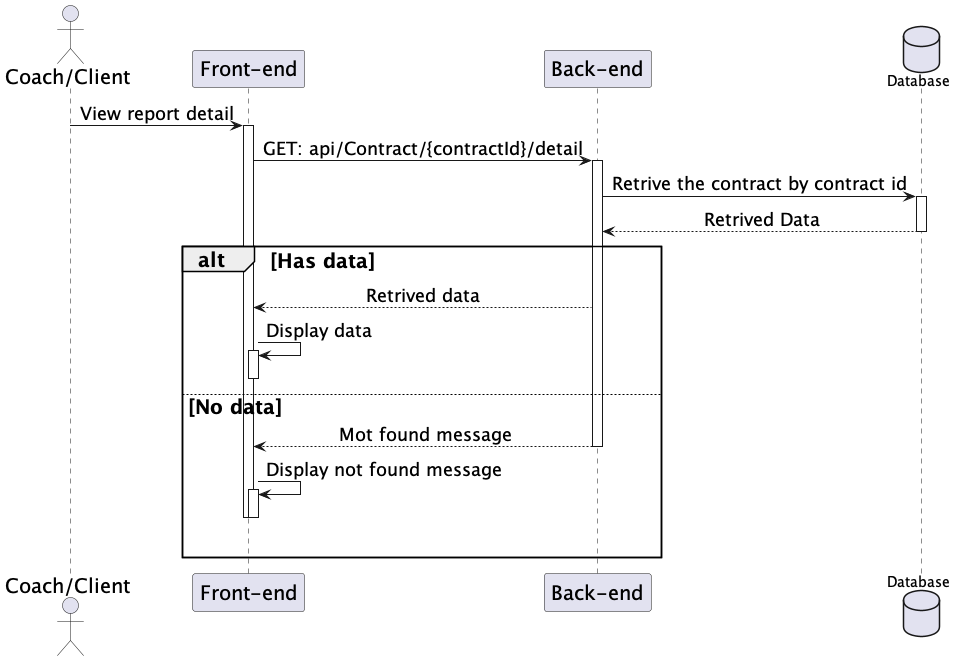 Coach/Client
Front-end
Back-end
Database
View report detail
GET: api/Contract/{contractId}/detail
Retrive the contract by contract id
Retrived Data
alt
[Has data]
Retrived data
Display data
[No data]
Mot found message
Display not found message
Coach/Client
Front-end
Back-end
Database